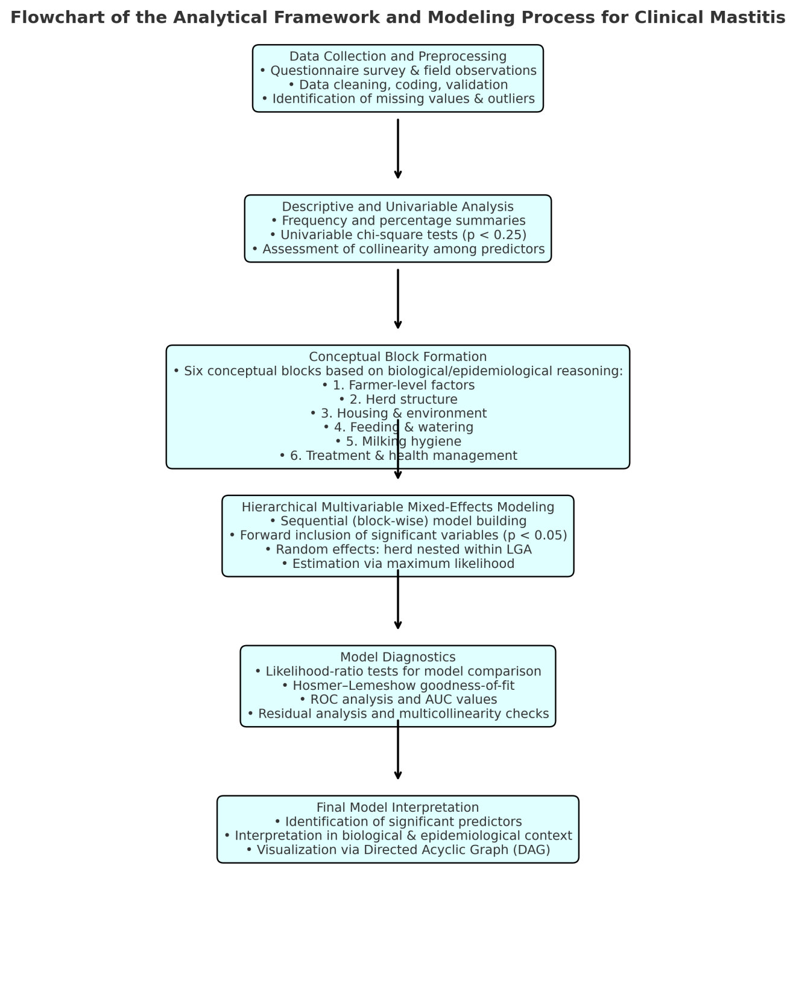 Flowchart of the Analytical Framework and Modeling Process for Clinical Mastitis
Data Collection and Preprocessing
• Questionnaire survey & field observations
• Data cleaning, coding, validation
• Identification of missing values & outliers
Descriptive and Univariable Analysis
• Frequency and percentage summaries
• Univariable chi-square tests (p < 0.25)
• Assessment of collinearity among predictors
Conceptual Block Formation
• Six conceptual blocks based on biological/epidemiological reasoning:
• 1. Farmer-level factors
• 2. Herd structure
• 3. Housing & environment
• 4. Feeding & watering
• 5. Milking hygiene
• 6. Treatment & health management
Hierarchical Multivariable Mixed-Effects Modeling
• Sequential (block-wise) model building
• Forward inclusion of significant variables (p < 0.05)
• Random effects: herd nested within LGA
• Estimation via maximum likelihood
Model Diagnostics
• Likelihood-ratio tests for model comparison
• Hosmer–Lemeshow goodness-of-fit
• ROC analysis and AUC values
• Residual analysis and multicollinearity checks
Final Model Interpretation
• Identification of significant predictors
• Interpretation in biological & epidemiological context
• Visualization via Directed Acyclic Graph (DAG)